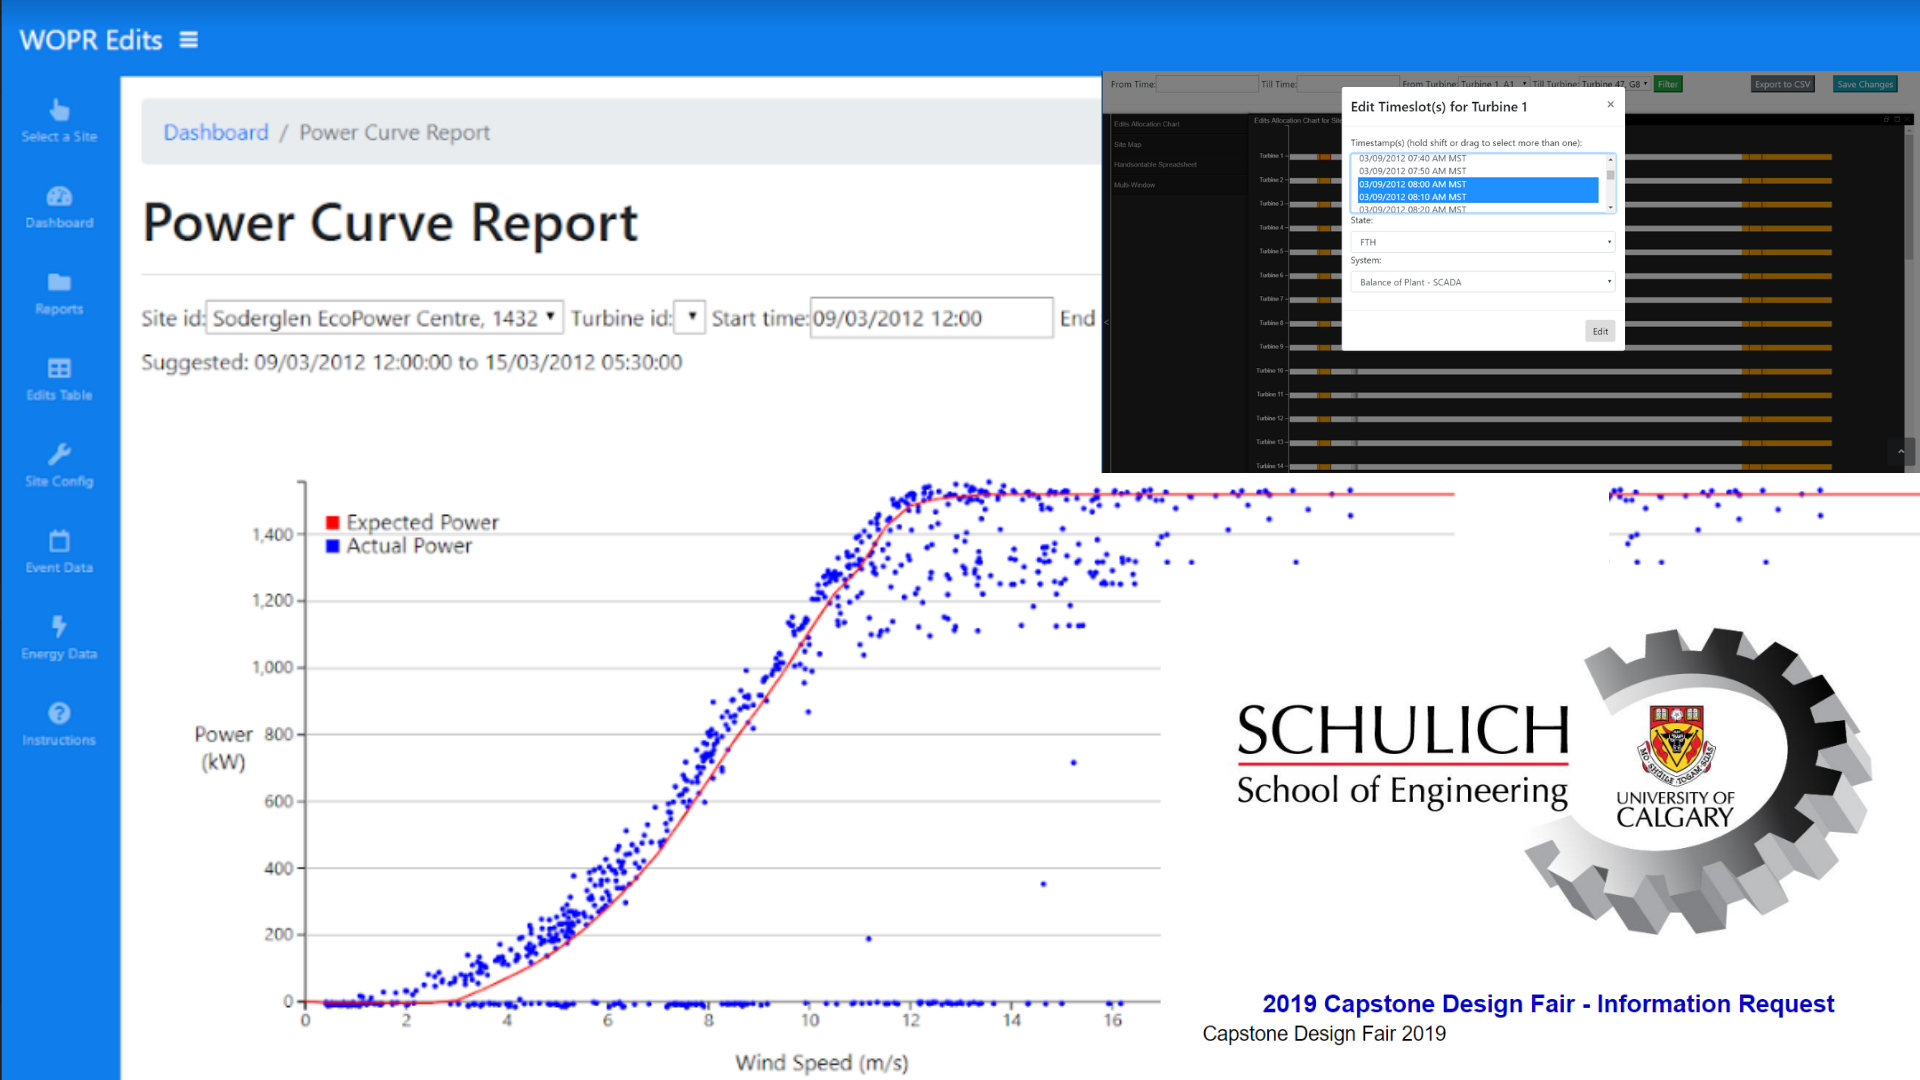 WOPR Edits
Select a Site
Dashboard
Reports
Edits Table
Site Config
Event Data
Energy Data
Instructions
Dashboard / Power Curve Report
Power Curve Report
Site id: Soderglen EcoPower Centre, 1432 Turbine id: Start time: 09/03/2012 12:00 End
Suggested: 09/03/2012 12:00:00 to 15/03/2012 05:30:00
Expected Power
Actual Power
Power
(kW)
1,400
1,200
1,000
800
600
400
200
0
0 2 4 6 8 10 12 14 16
Wind Speed (m/s)
From Time: Till Time: From Turbine: Turbine 1, A1 Till Turbine: Turbine 47, G8 Filter Export to CSV Save Changes
Edits Allocation Chart
Site Map
Handsontable Spreadsheet
Multi-Window
Edits Allocation Chart for
Turbine 1
Turbine 2
Turbine 3
Turbine 4
Turbine 5
Turbine 6
Turbine 7
Turbine 8
Turbine 9
Turbine 10
Turbine 11
Turbine 12
Turbine 13
Turbine 14
Edit Timeslot(s) for Turbine 1 ×
Timestamp(s) (hold shift or drag to select more than one):
03/09/2012 07:40 AM MST
03/09/2012 07:50 AM MST
03/09/2012 08:00 AM MST
03/09/2012 08:10 AM MST
03/09/2012 08:20 AM MST
State:
FTH
System:
Balance of Plant - SCADA
Edit
SCHULICH
School of Engineering
MO SHÙILE TOGAM SUAS
UNIVERSITY OF
CALGARY
2019 Capstone Design Fair - Information Request
Capstone Design Fair 2019